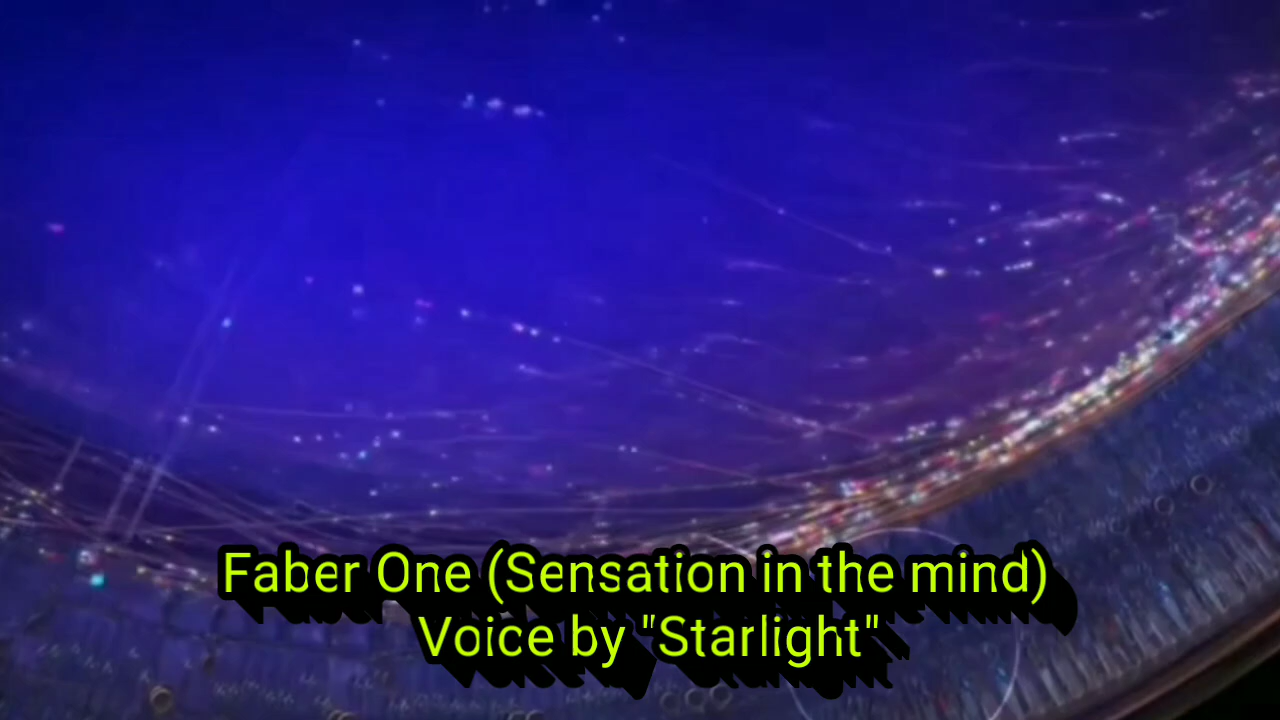 Faber One (Sensation in the mind)
Voice by "Starlight"